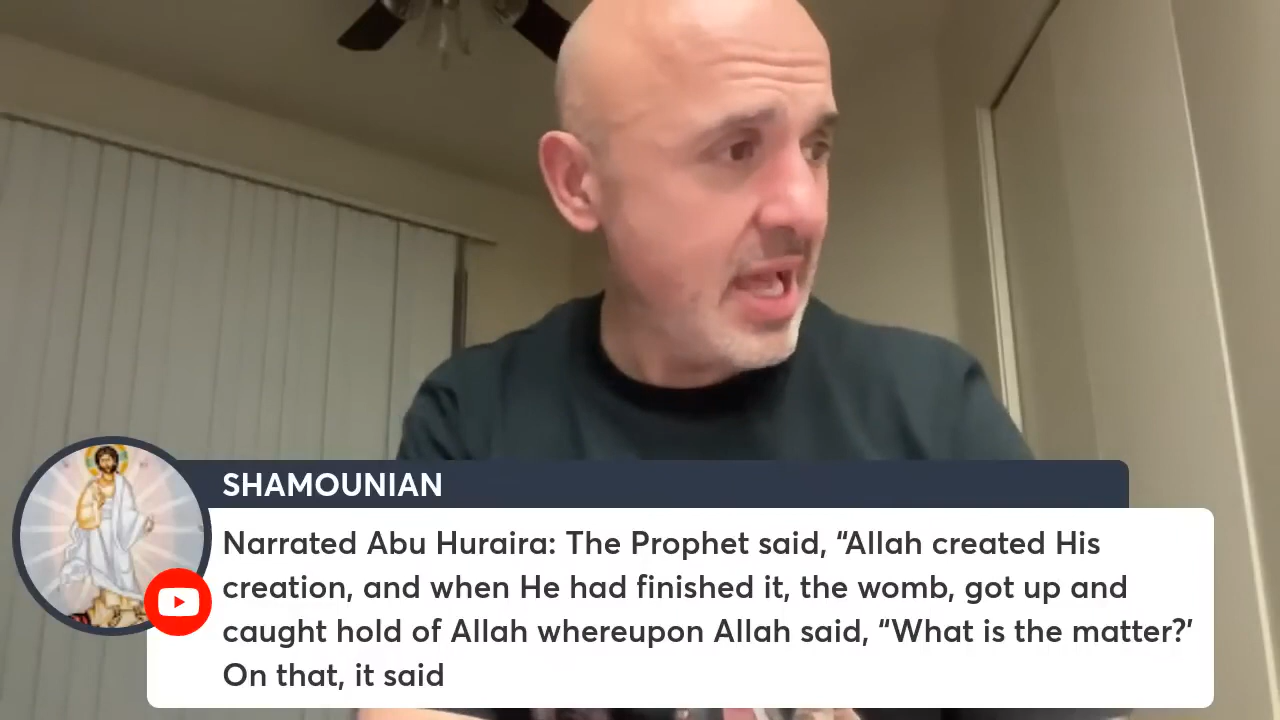 SHAMOUNIAN
Narrated Abu Huraira: The Prophet said, “Allah created His
creation, and when He had finished it, the womb, got up and
caught hold of Allah whereupon Allah said, “What is the matter?’
On that, it said